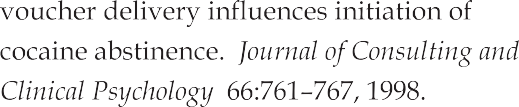 voucher delivery influences initiation of
cocaine abstinence. Journal of Consulting and
Clinical Psychology 66:761–767, 1998.